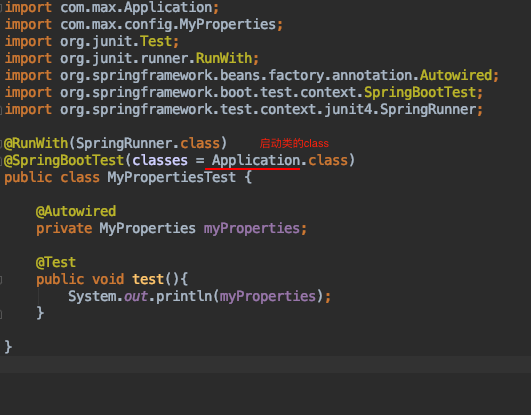 import com.max.Application;
import com.max.config.MyProperties;
import org.junit.Test;
import org.junit.runner.RunWith;
import org.springframework.beans.factory.annotation.Autowired;
import org.springframework.boot.test.context.SpringBootTest;
import org.springframework.test.context.junit4.SpringRunner;
@RunWith(SpringRunner.class) 启动类的class
@SpringBootTest(classes = Application.class)
public class MyPropertiesTest {
@Autowired
private MyProperties myProperties;
@Test
public void test(){
System.out.println(myProperties);
}
}